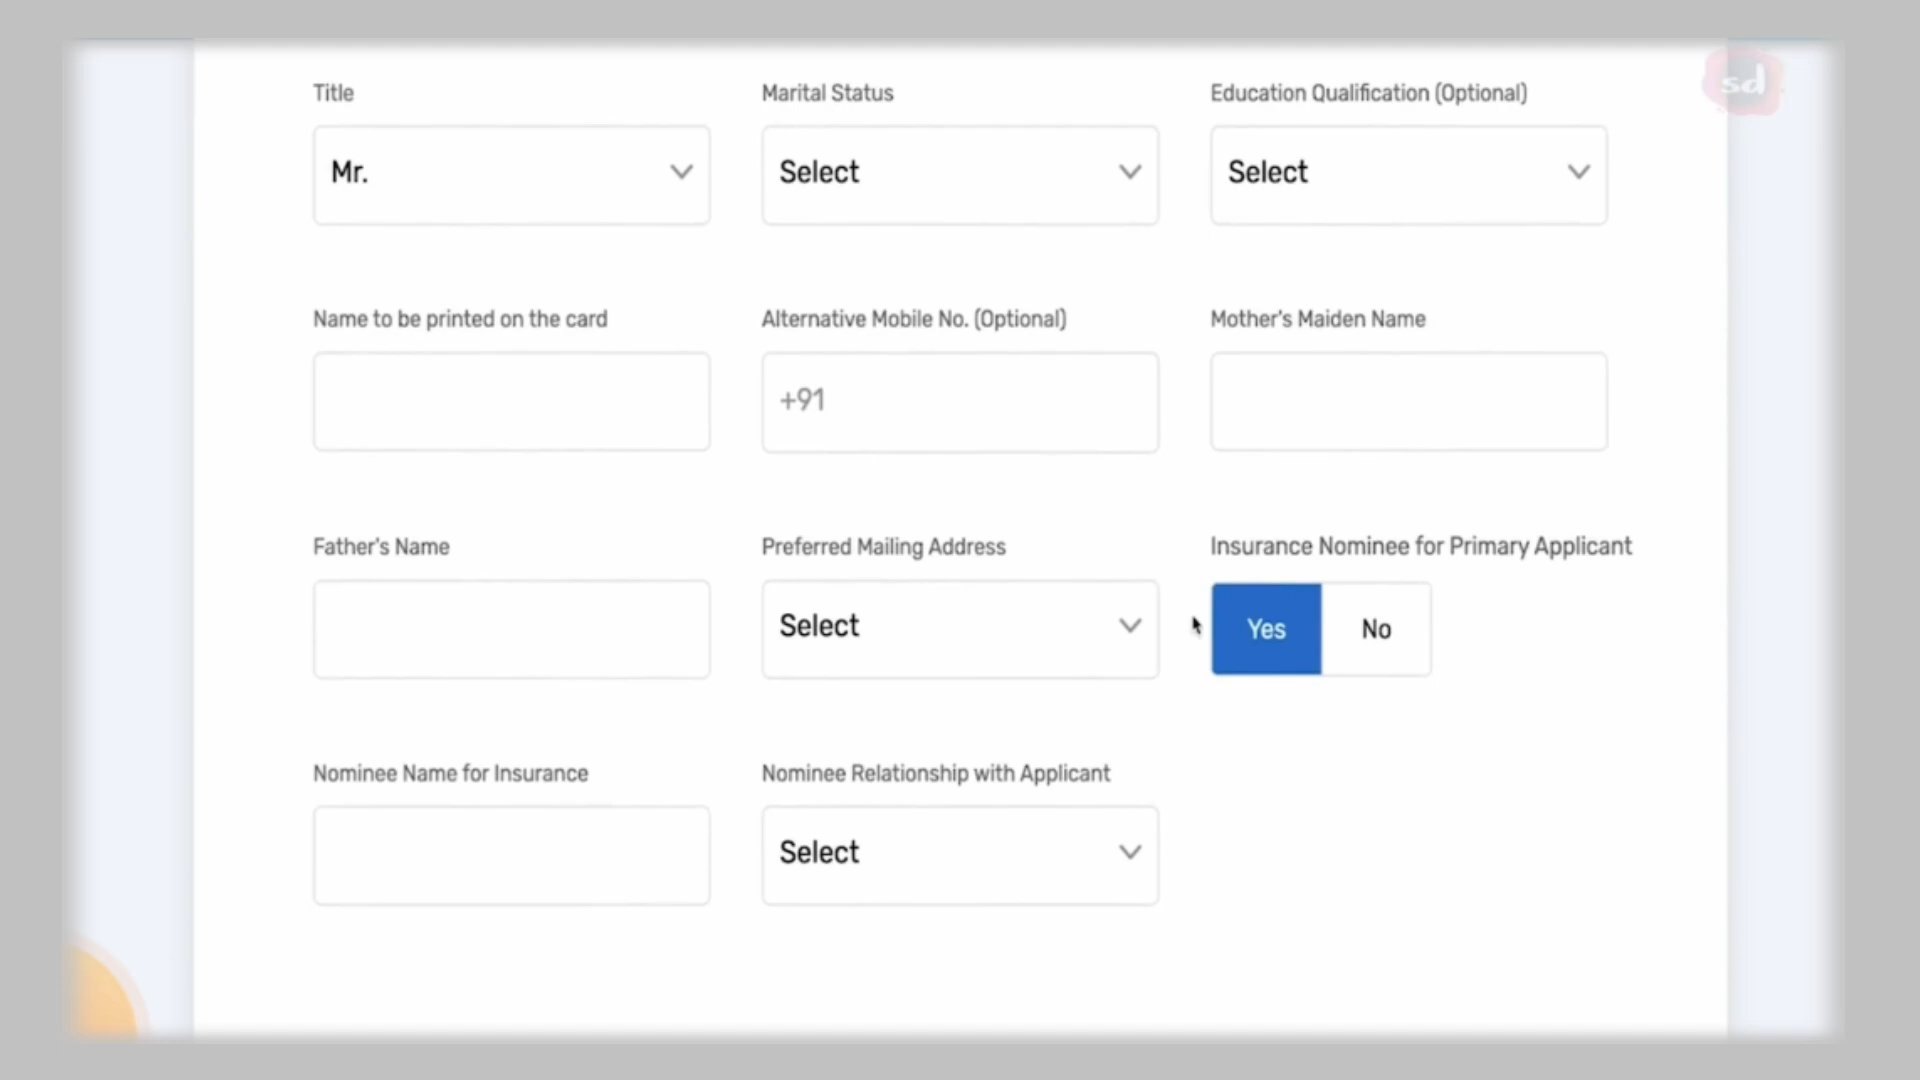 Title
Marital Status
Education Qualification (Optional)
Mr.
Select
Select
Name to be printed on the card
Alternative Mobile No. (Optional)
Mother's Maiden Name
+91
Father's Name
Preferred Mailing Address
Insurance Nominee for Primary Applicant
Select
Yes
No
Nominee Name for Insurance
Nominee Relationship with Applicant
Select
sd